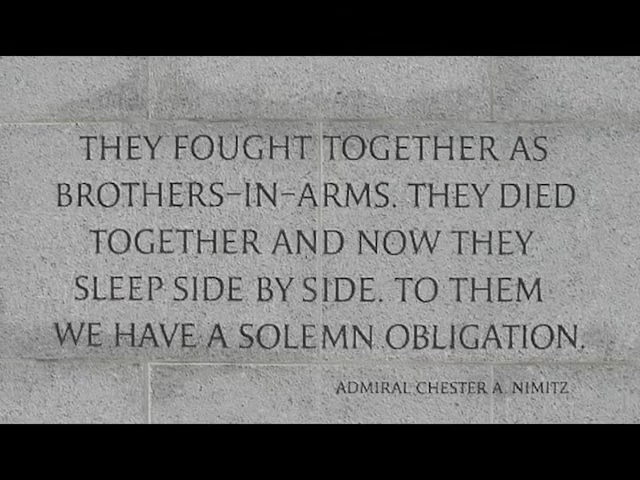 THEY FOUGHT TOGETHER AS
BROTHERS-IN-ARMS. THEY DIED
TOGETHER AND NOW THEY
SLEEP SIDE BY SIDE. TO THEM
WE HAVE A SOLEMN OBLIGATION.
ADMIRAL CHESTER A. NIMITZ